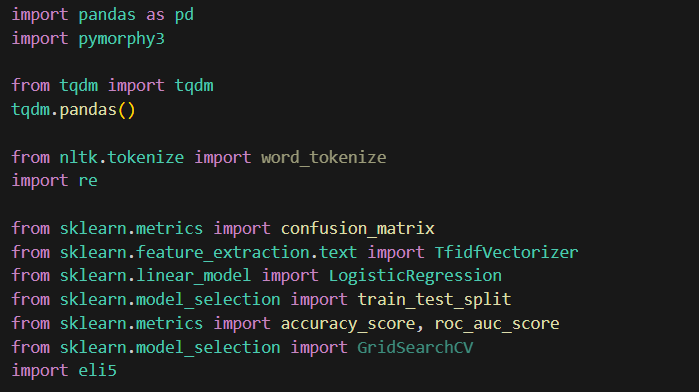 import pandas as pd
import pymorphy3
from tqdm import tqdm
tqdm.pandas()
from nltk.tokenize import word_tokenize
import re
from sklearn.metrics import confusion_matrix
from sklearn.feature_extraction.text import TfidfVectorizer
from sklearn.linear_model import LogisticRegression
from sklearn.model_selection import train_test_split
from sklearn.metrics import accuracy_score, roc_auc_score
from sklearn.model_selection import GridSearchCV
import eli5